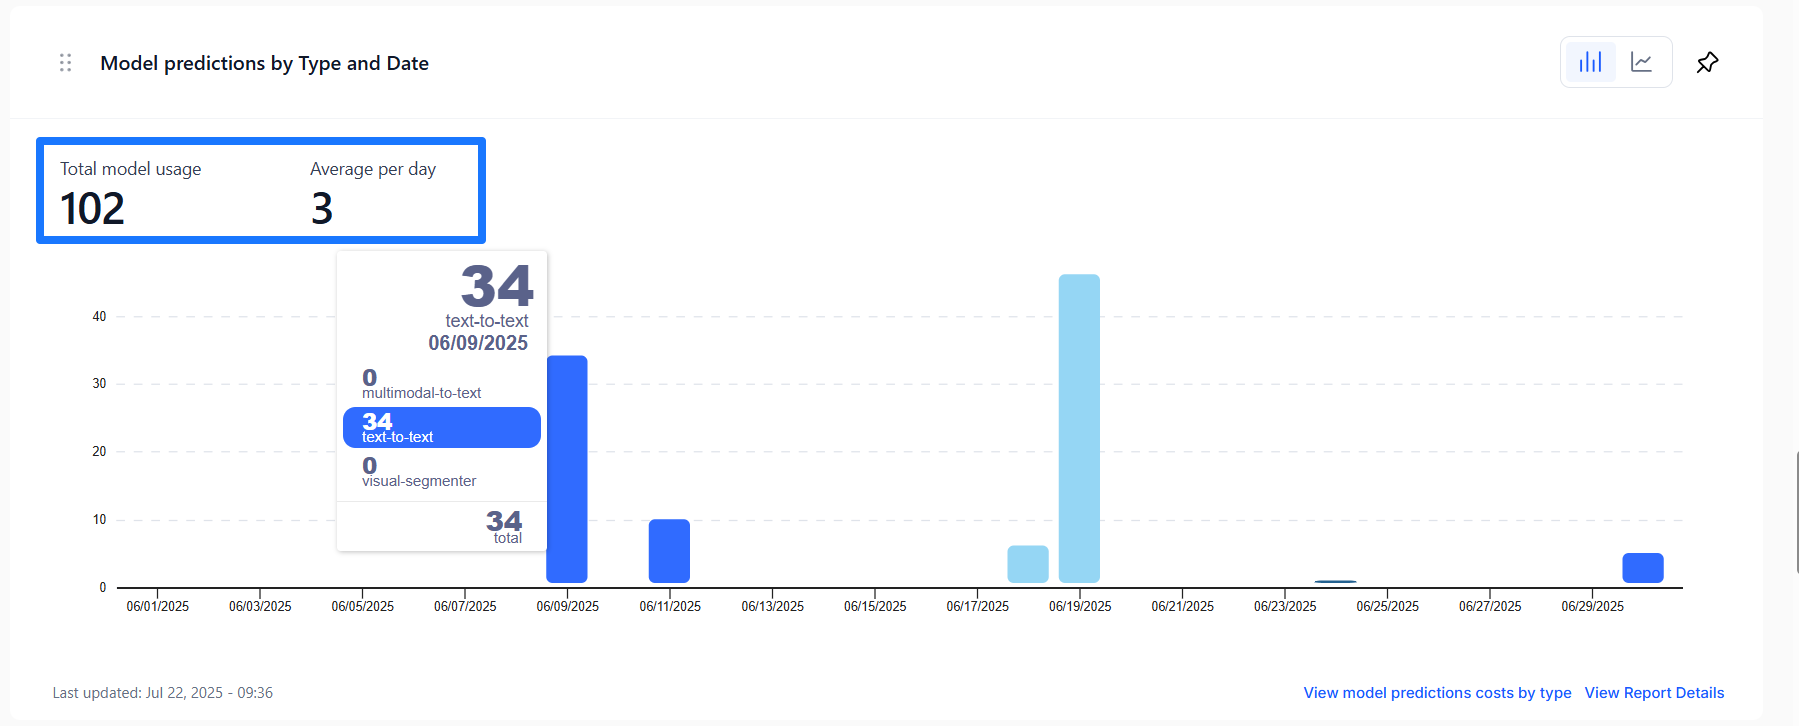 Model predictions by Type and Date
Total model usage
Average per day
102
3
34
text-to-text
06/09/2025
0
multimodal-to-text
34
text-to-text
0
visual-segmenter
34
total
40
30
20
10
0
06/01/2025 06/03/2025 06/05/2025 06/07/2025 06/09/2025 06/11/2025 06/13/2025 06/15/2025 06/17/2025 06/19/2025 06/21/2025 06/23/2025 06/25/2025 06/27/2025 06/29/2025
Last updated: Jul 22, 2025 - 09:36
View model predictions costs by type View Report Details